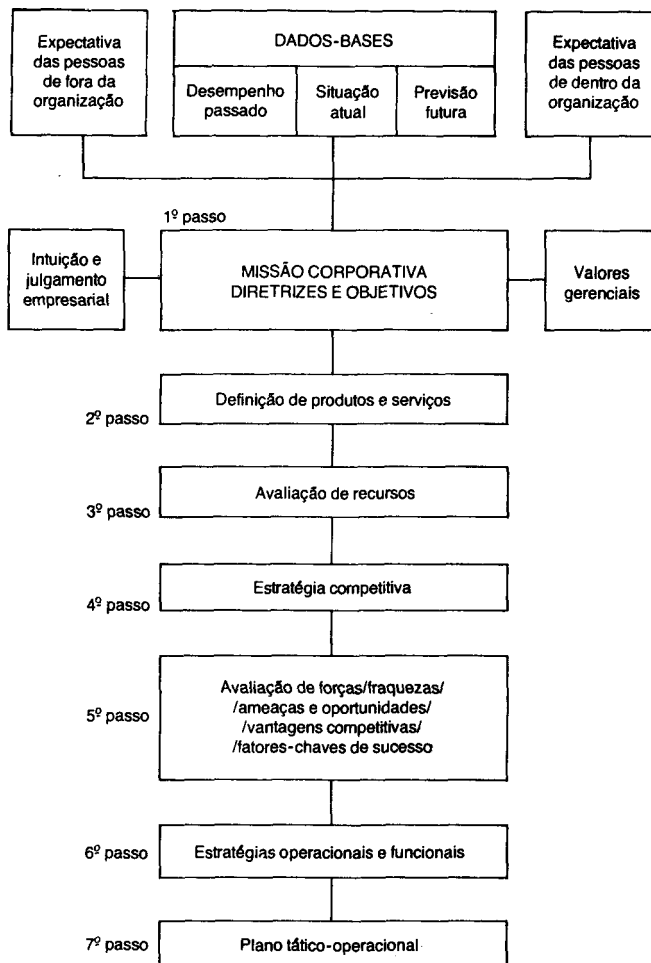 Expectativa
das pessoas
de fora da
organização
DADOS-BASES
Desempenho
passado
Situação
atual
Previsão
futura
Expectativa
das pessoas
de dentro da
organização
1º passo
Intuição e
julgamento
empresarial
MISSÃO CORPORATIVA
DIRETRIZES E OBJETIVOS
Valores
gerenciais
2º passo
Definição de produtos e serviços
3º passo
Avaliação de recursos
4º passo
Estratégia competitiva
5º passo
Avaliação de forças/fraquezas/
/ameaças e oportunidades/
/vantagens competitivas/
/fatores-chaves de sucesso
6º passo
Estratégias operacionais e funcionais
7º passo
Plano tático-operacional